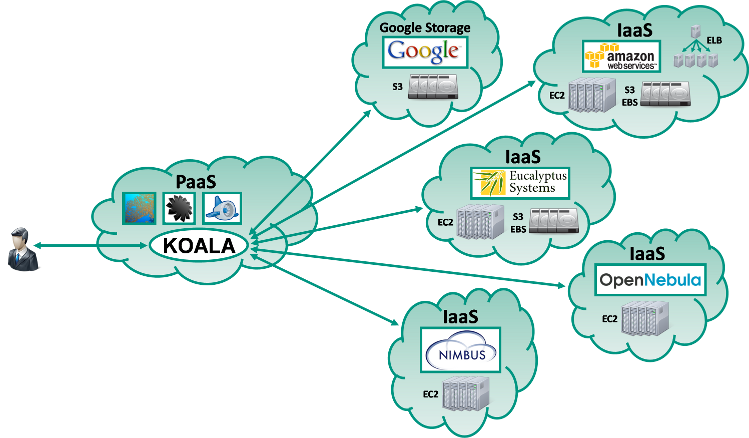 Google Storage
Google™
S3
IaaS
amazon
webservices™
ELB
EC2
S3
EBS
IaaS
Eucalyptus
Systems
EC2
S3
EBS
PaaS
KOALA
IaaS
OpenNebula
EC2
IaaS
NIMBUS
EC2